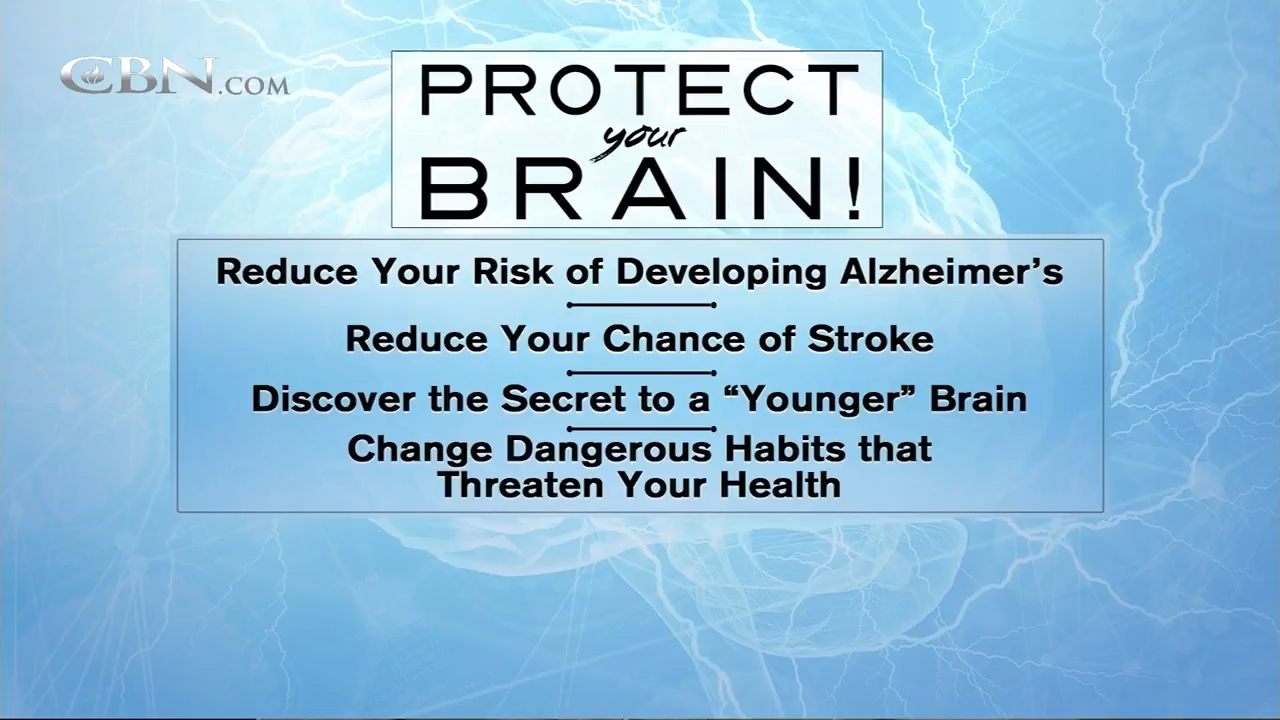 CBN.COM
PROTECT
your
BRAIN!
Reduce Your Risk of Developing Alzheimer’s
Reduce Your Chance of Stroke
Discover the Secret to a “Younger” Brain
Change Dangerous Habits that
Threaten Your Health